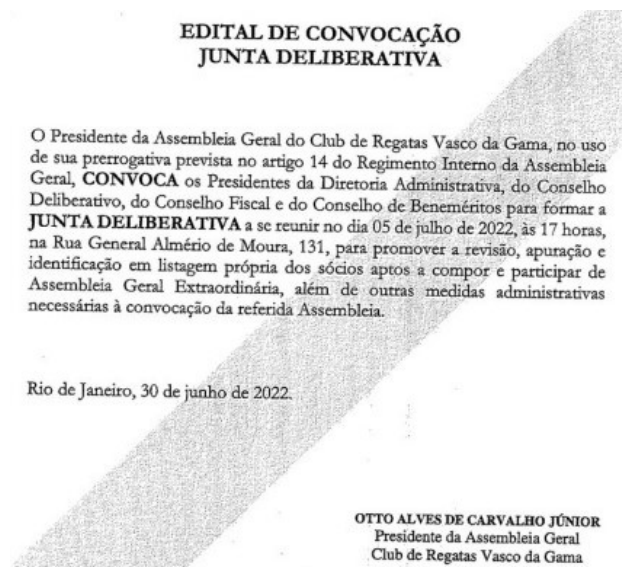 EDITAL DE CONVOCAÇÃO
JUNTA DELIBERATIVA
O Presidente da Assembleia Geral do Club de Regatas Vasco da Gama, no uso
de sua prerrogativa prevista no artigo 14 do Regimento Interno da Assembleia
Geral, CONVOCA os Presidentes da Diretoria Administrativa, do Conselho
Deliberativo, do Conselho Fiscal e do Conselho de Beneméritos para formar a
JUNTA DELIBERATIVA a se reunir no dia 05 de julho de 2022, às 17 horas,
na Rua General Almério de Moura, 131, para promover a revisão, apuração e
identificação em listagem própria dos sócios aptos a compor e participar de
Assembleia Geral Extraordinária, além de outras medidas administrativas
necessárias à convocação da referida Assembleia.
Rio de Janeiro, 30 de junho de 2022.
OTTO ALVES DE CARVALHO JÚNIOR
Presidente da Assembleia Geral
Club de Regatas Vasco da Gama